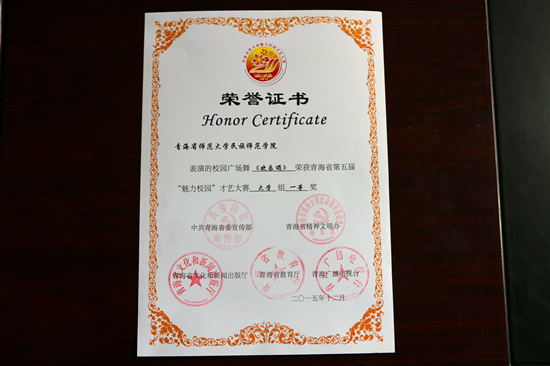 荣誉证书
Honor Certificate
青海省师范大学民族师范学院
表演的校园广场舞《欢乐颂》荣获青海省第五届
“魅力校园”才艺大赛 大学 组 一等 奖
中共青海省委宣传部 青海省精神文明办
青海省文化和新闻出版厅 青海省教育厅 青海广播电视台
二〇一五年十二月